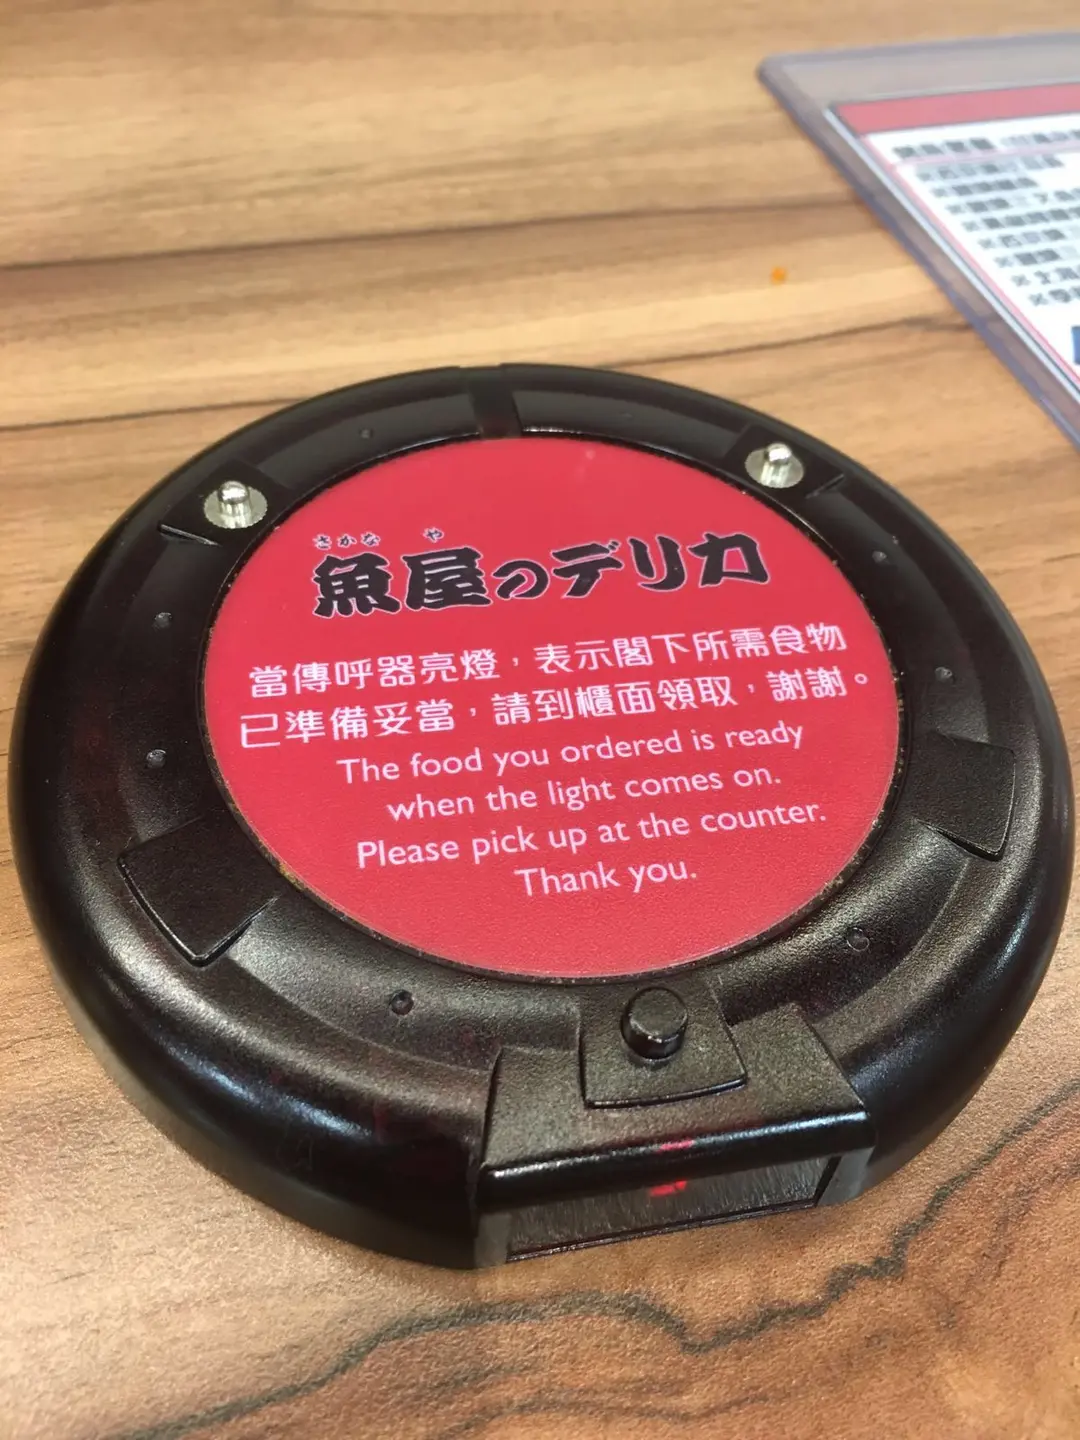 さかな や
魚屋のデリカ
當傳呼器亮燈，表示閣下所需食物
已準備妥當，請到櫃面領取，謝謝。
The food you ordered is ready
when the light comes on.
Please pick up at the counter.
Thank you.